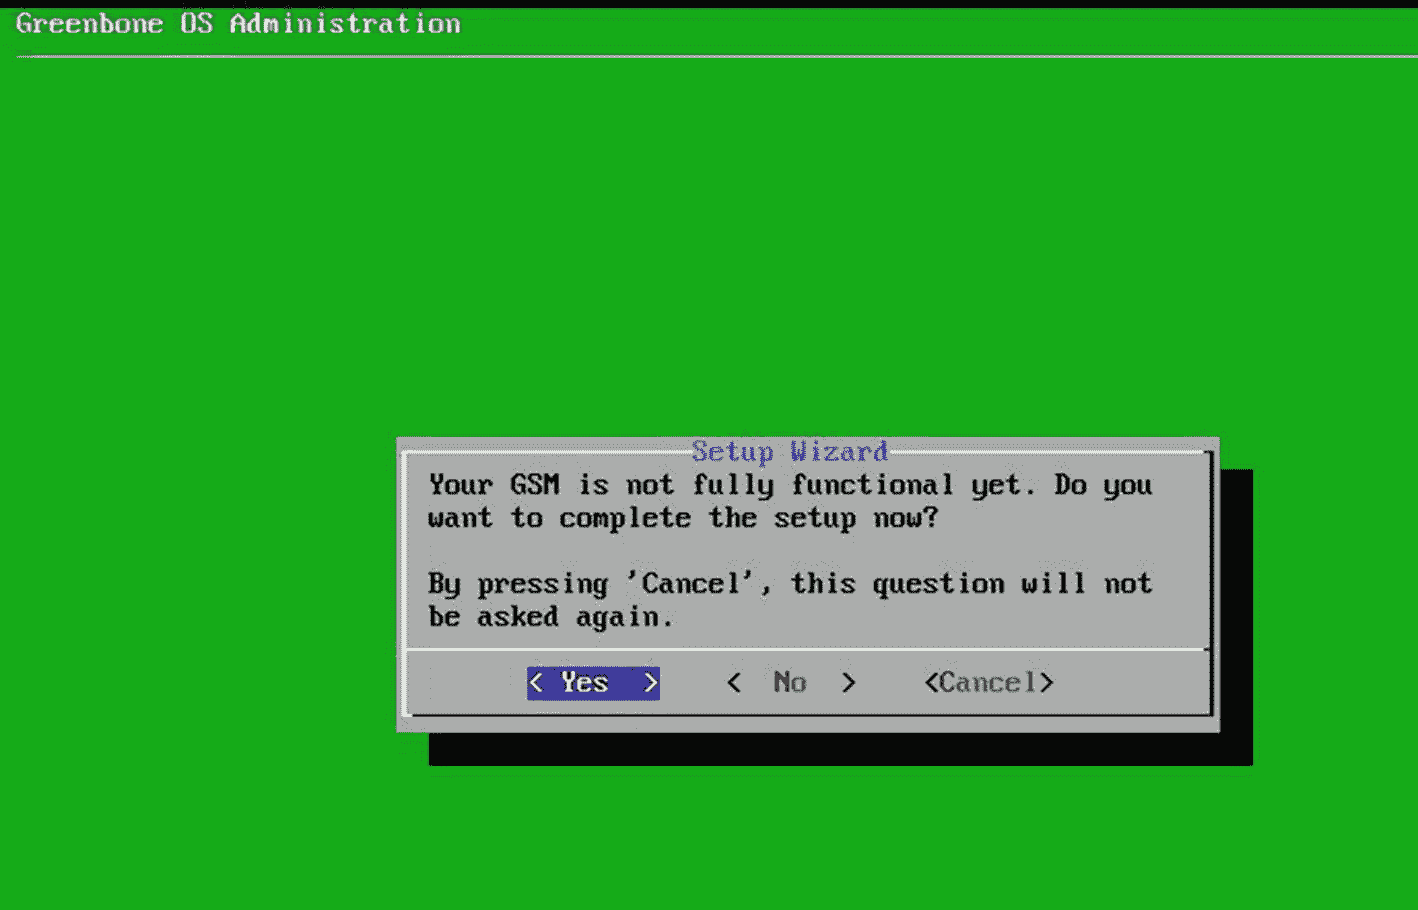 Greenbone OS Administration
Setup Wizard
Your GSM is not fully functional yet. Do you
want to complete the setup now?
By pressing 'Cancel', this question will not
be asked again.
< Yes > < No > <Cancel>